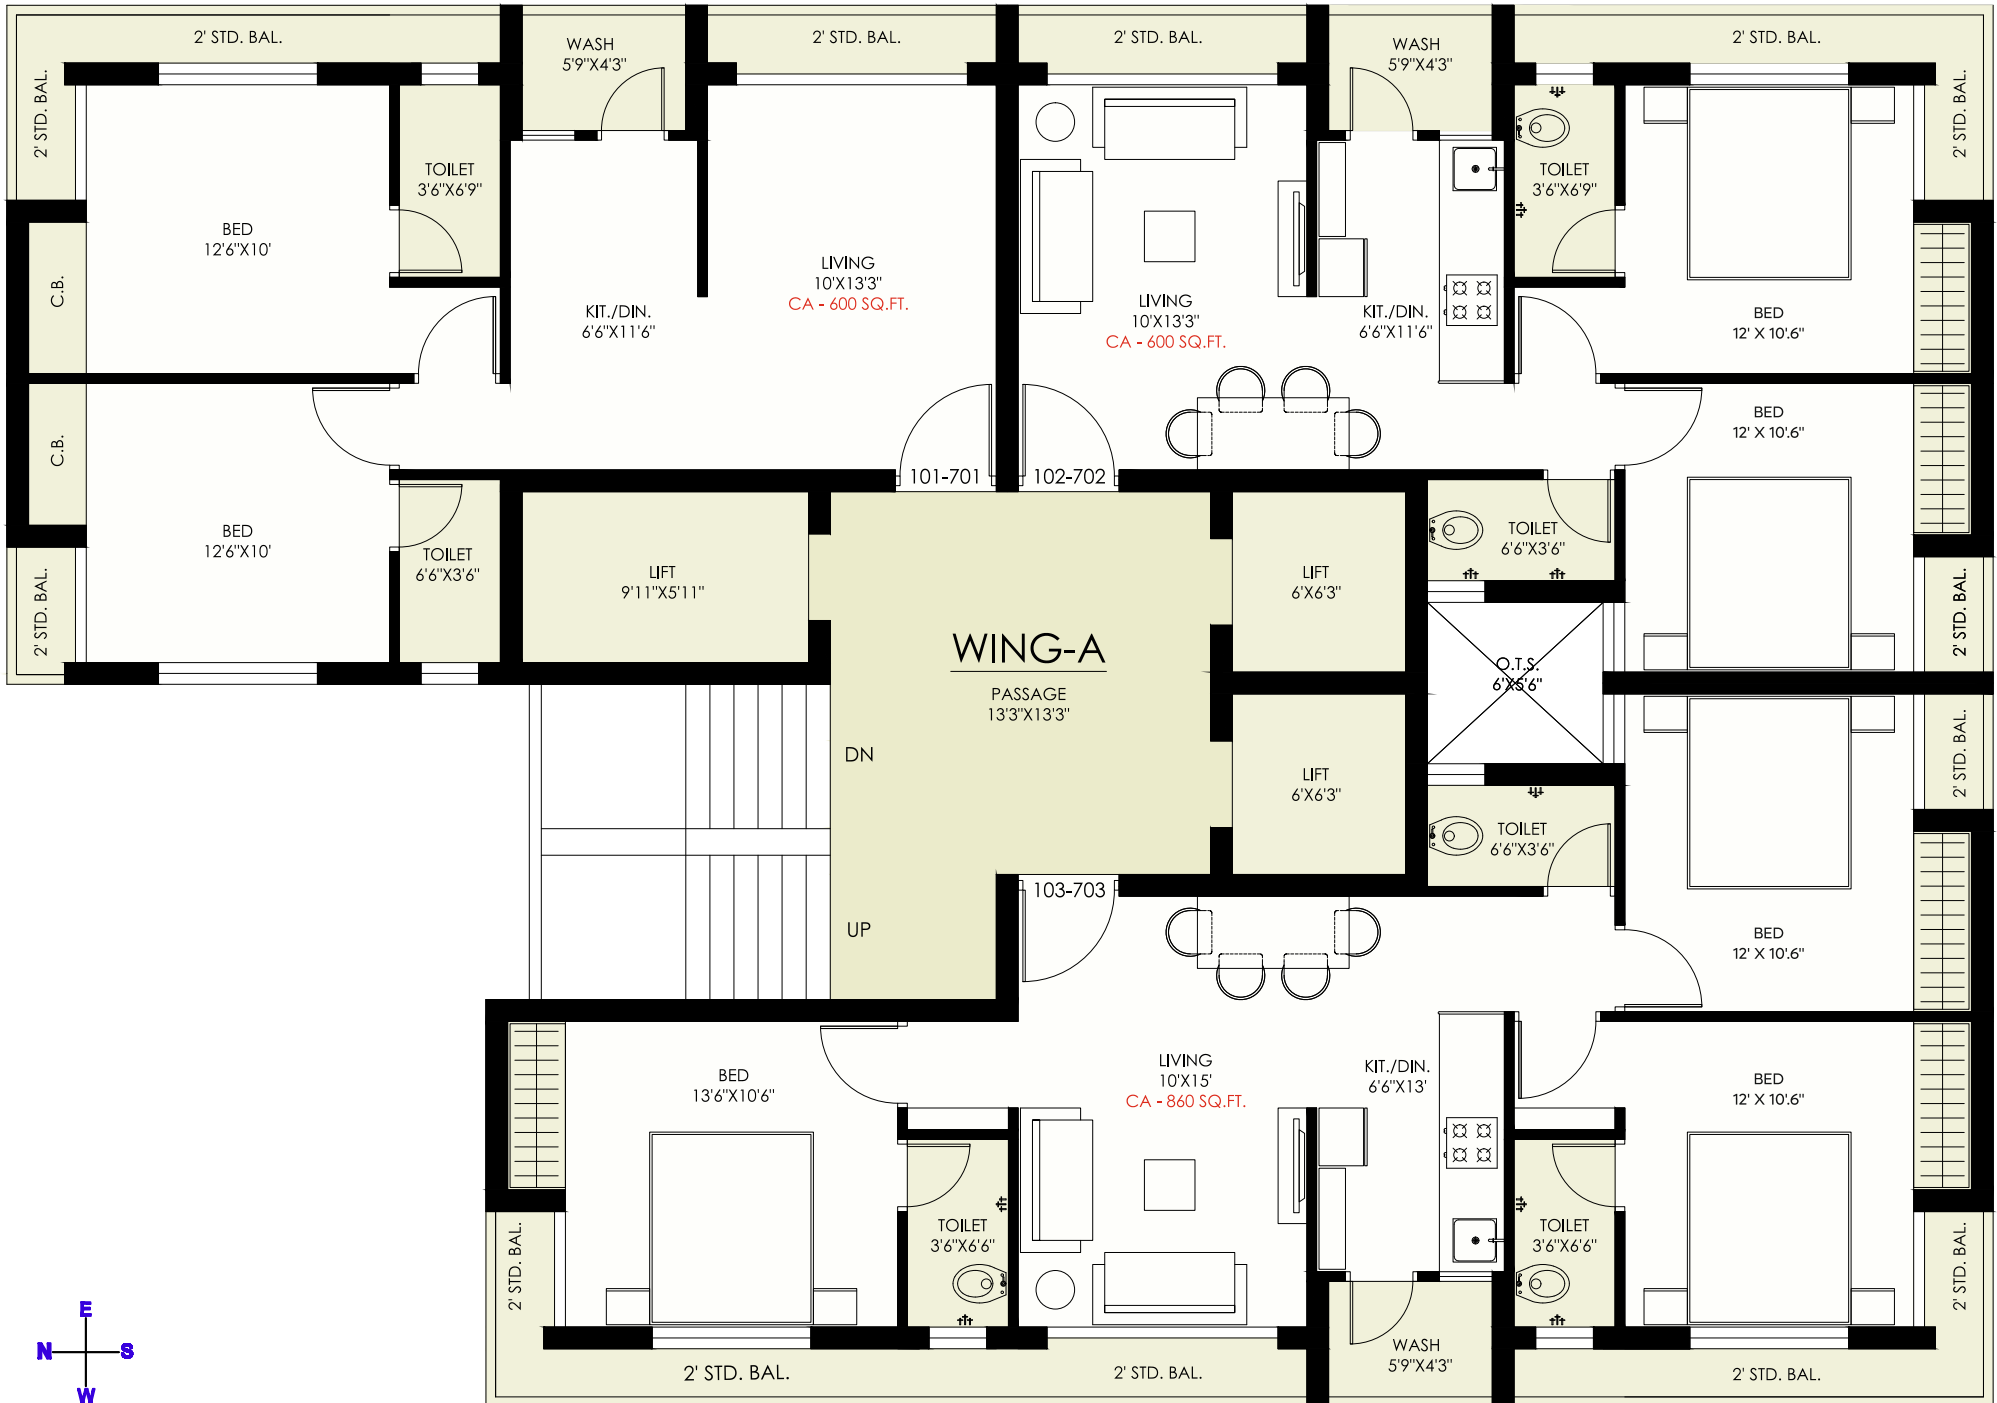 2' STD. BAL.
WASH
5'9"X4'3"
2' STD. BAL.
2' STD. BAL.
WASH
5'9"X4'3"
2' STD. BAL.
2' STD. BAL.
2' STD. BAL.
TOILET
3'6"X6'9"
TOILET
3'6"X6'9"
BED
12'6"X10'
C.B.
LIVING
10'X13'3"
CA - 600 SQ.FT.
KIT./DIN.
6'6"X11'6"
LIVING
10'X13'3"
CA - 600 SQ.FT.
KIT./DIN.
6'6"X11'6"
BED
12' X 10'.6"
C.B.
BED
12' X 10'.6"
101-701
102-702
BED
12'6"X10'
TOILET
6'6"X3'6"
LIFT
9'11"X5'11"
LIFT
6'X6'3"
TOILET
6'6"X3'6"
2' STD. BAL.
2' STD. BAL.
WING-A
PASSAGE
13'3"X13'3"
O.T.S.
6'X5'6"
DN
LIFT
6'X6'3"
2' STD. BAL.
TOILET
6'6"X3'6"
UP
103-703
BED
12' X 10'.6"
BED
13'6"X10'6"
LIVING
10'X15'
CA - 860 SQ.FT.
KIT./DIN.
6'6"X13'
BED
12' X 10'.6"
TOILET
3'6"X6'6"
TOILET
3'6"X6'6"
2' STD. BAL.
2' STD. BAL.
E
N S
W
2' STD. BAL.
2' STD. BAL.
WASH
5'9"X4'3"
2' STD. BAL.